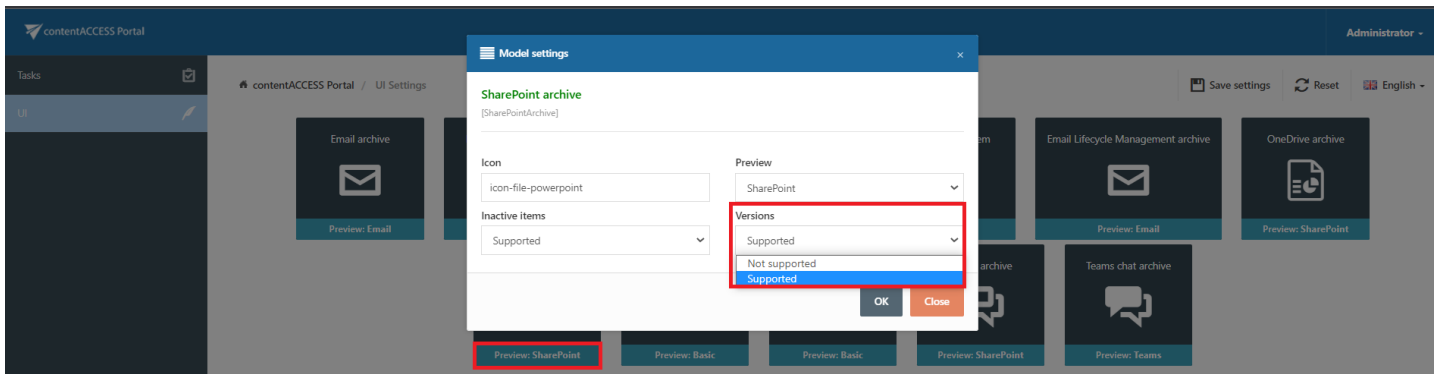 contentACCESS Portal
Administrator
Tasks
UI
contentACCESS Portal / UI Settings
Save settings
Reset
English
Model settings
×
SharePoint archive
[SharePointArchive]
Icon
Preview
icon-file-powerpoint
SharePoint
Inactive items
Versions
Supported
Supported
Not supported
Supported
OK
Close
Email archive
Preview: Email
Email Lifecycle Management archive
Preview: Email
OneDrive archive
Preview: SharePoint
archive
Teams chat archive
Preview: SharePoint
Preview: Basic
Preview: Basic
Preview: SharePoint
Preview: Teams